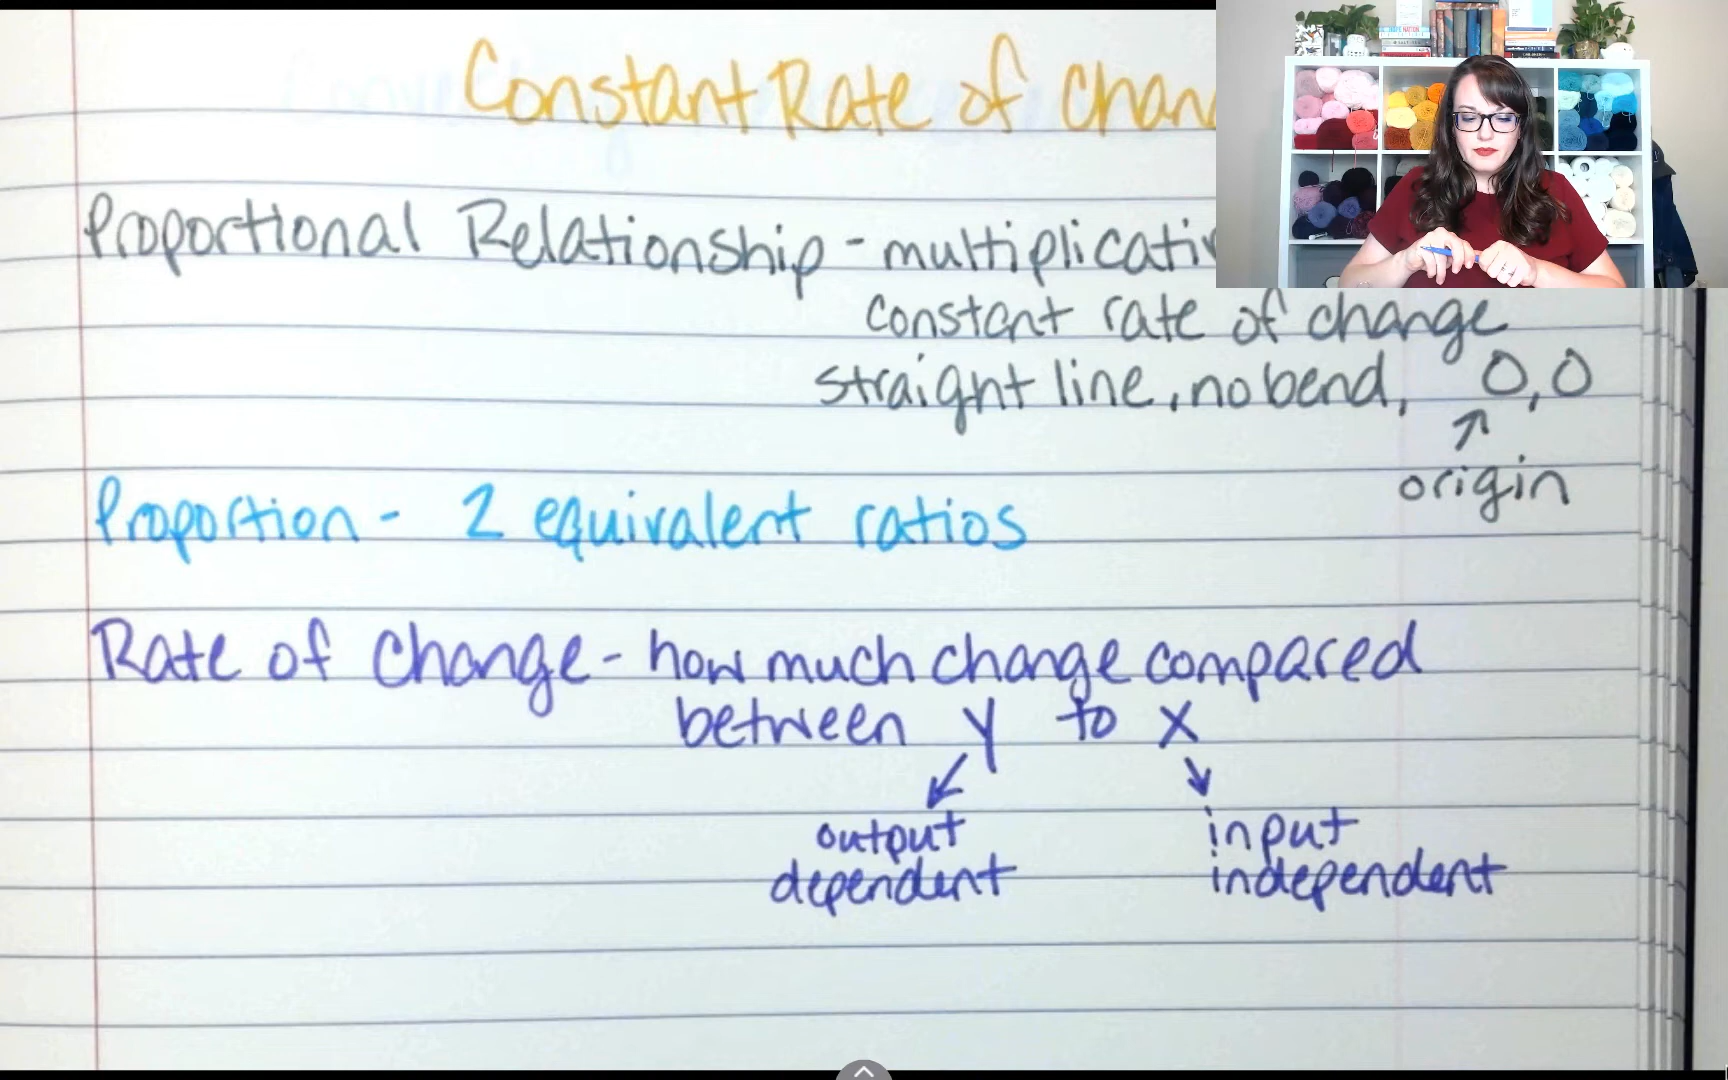 Constant Rate of Chan
Proportional Relationship - multiplicativ
constant rate of change
straight line, no bend, 0,0
origin
Proportion - 2 equivalent ratios
Rate of Change - how much change compared
between y to x
output input
dependent independent